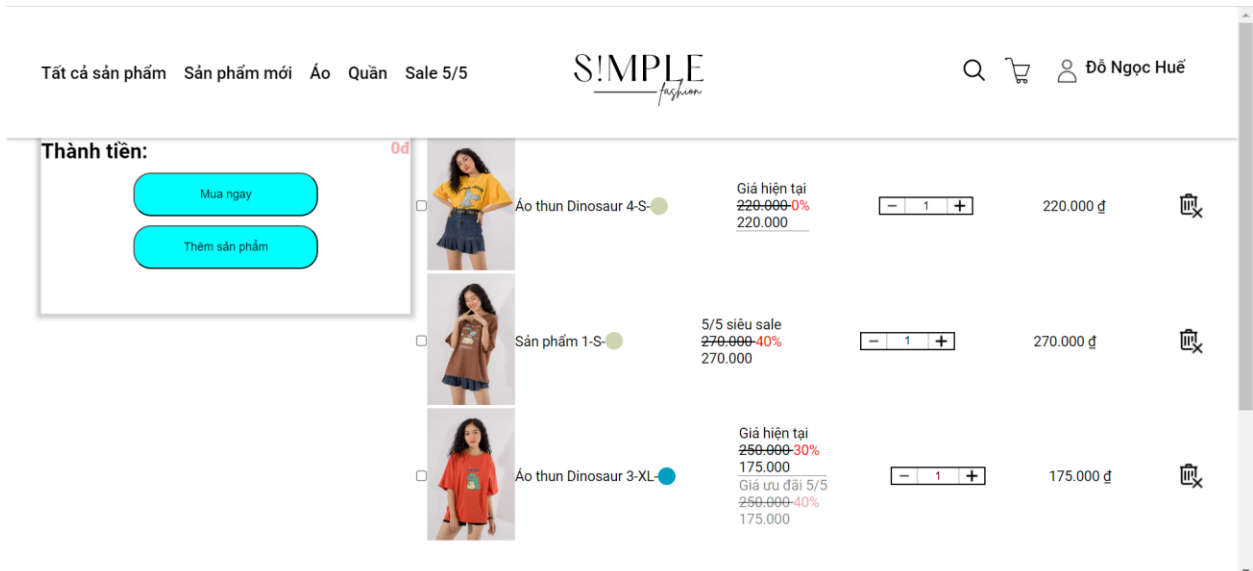 Tất cả sản phẩm Sản phẩm mới Áo Quần Sale 5/5
S!MPLE
fashion
Đỗ Ngọc Huế
Thành tiền: 0đ
Mua ngay
Thêm sản phẩm
Áo thun Dinosaur 4-S-
Giá hiện tại
220.000-0%
220.000
− 1 +
220.000 ₫
Sản phẩm 1-S-
5/5 siêu sale
270.000-40%
270.000
− 1 +
270.000 ₫
Áo thun Dinosaur 3-XL-
Giá hiện tại
250.000-30%
175.000
Giá ưu đãi 5/5
250.000-40%
175.000
− 1 +
175.000 ₫